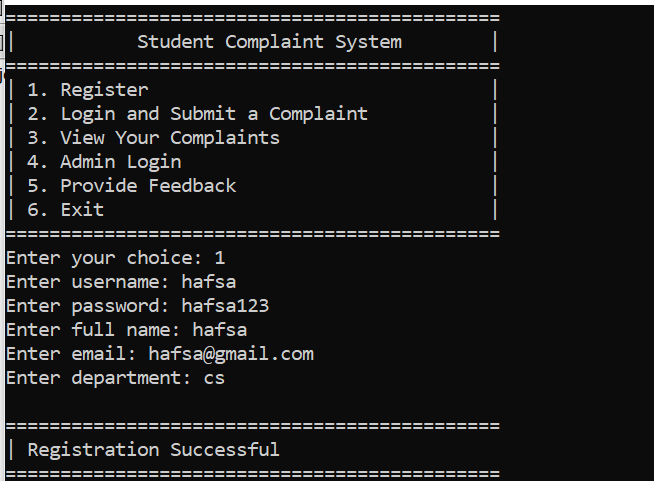 =============================================
|           Student Complaint System        |
=============================================
| 1. Register                               |
| 2. Login and Submit a Complaint           |
| 3. View Your Complaints                   |
| 4. Admin Login                            |
| 5. Provide Feedback                       |
| 6. Exit                                   |
=============================================
Enter your choice: 1
Enter username: hafsa
Enter password: hafsa123
Enter full name: hafsa
Enter email: hafsa@gmail.com
Enter department: cs
=============================================
| Registration Successful
=============================================